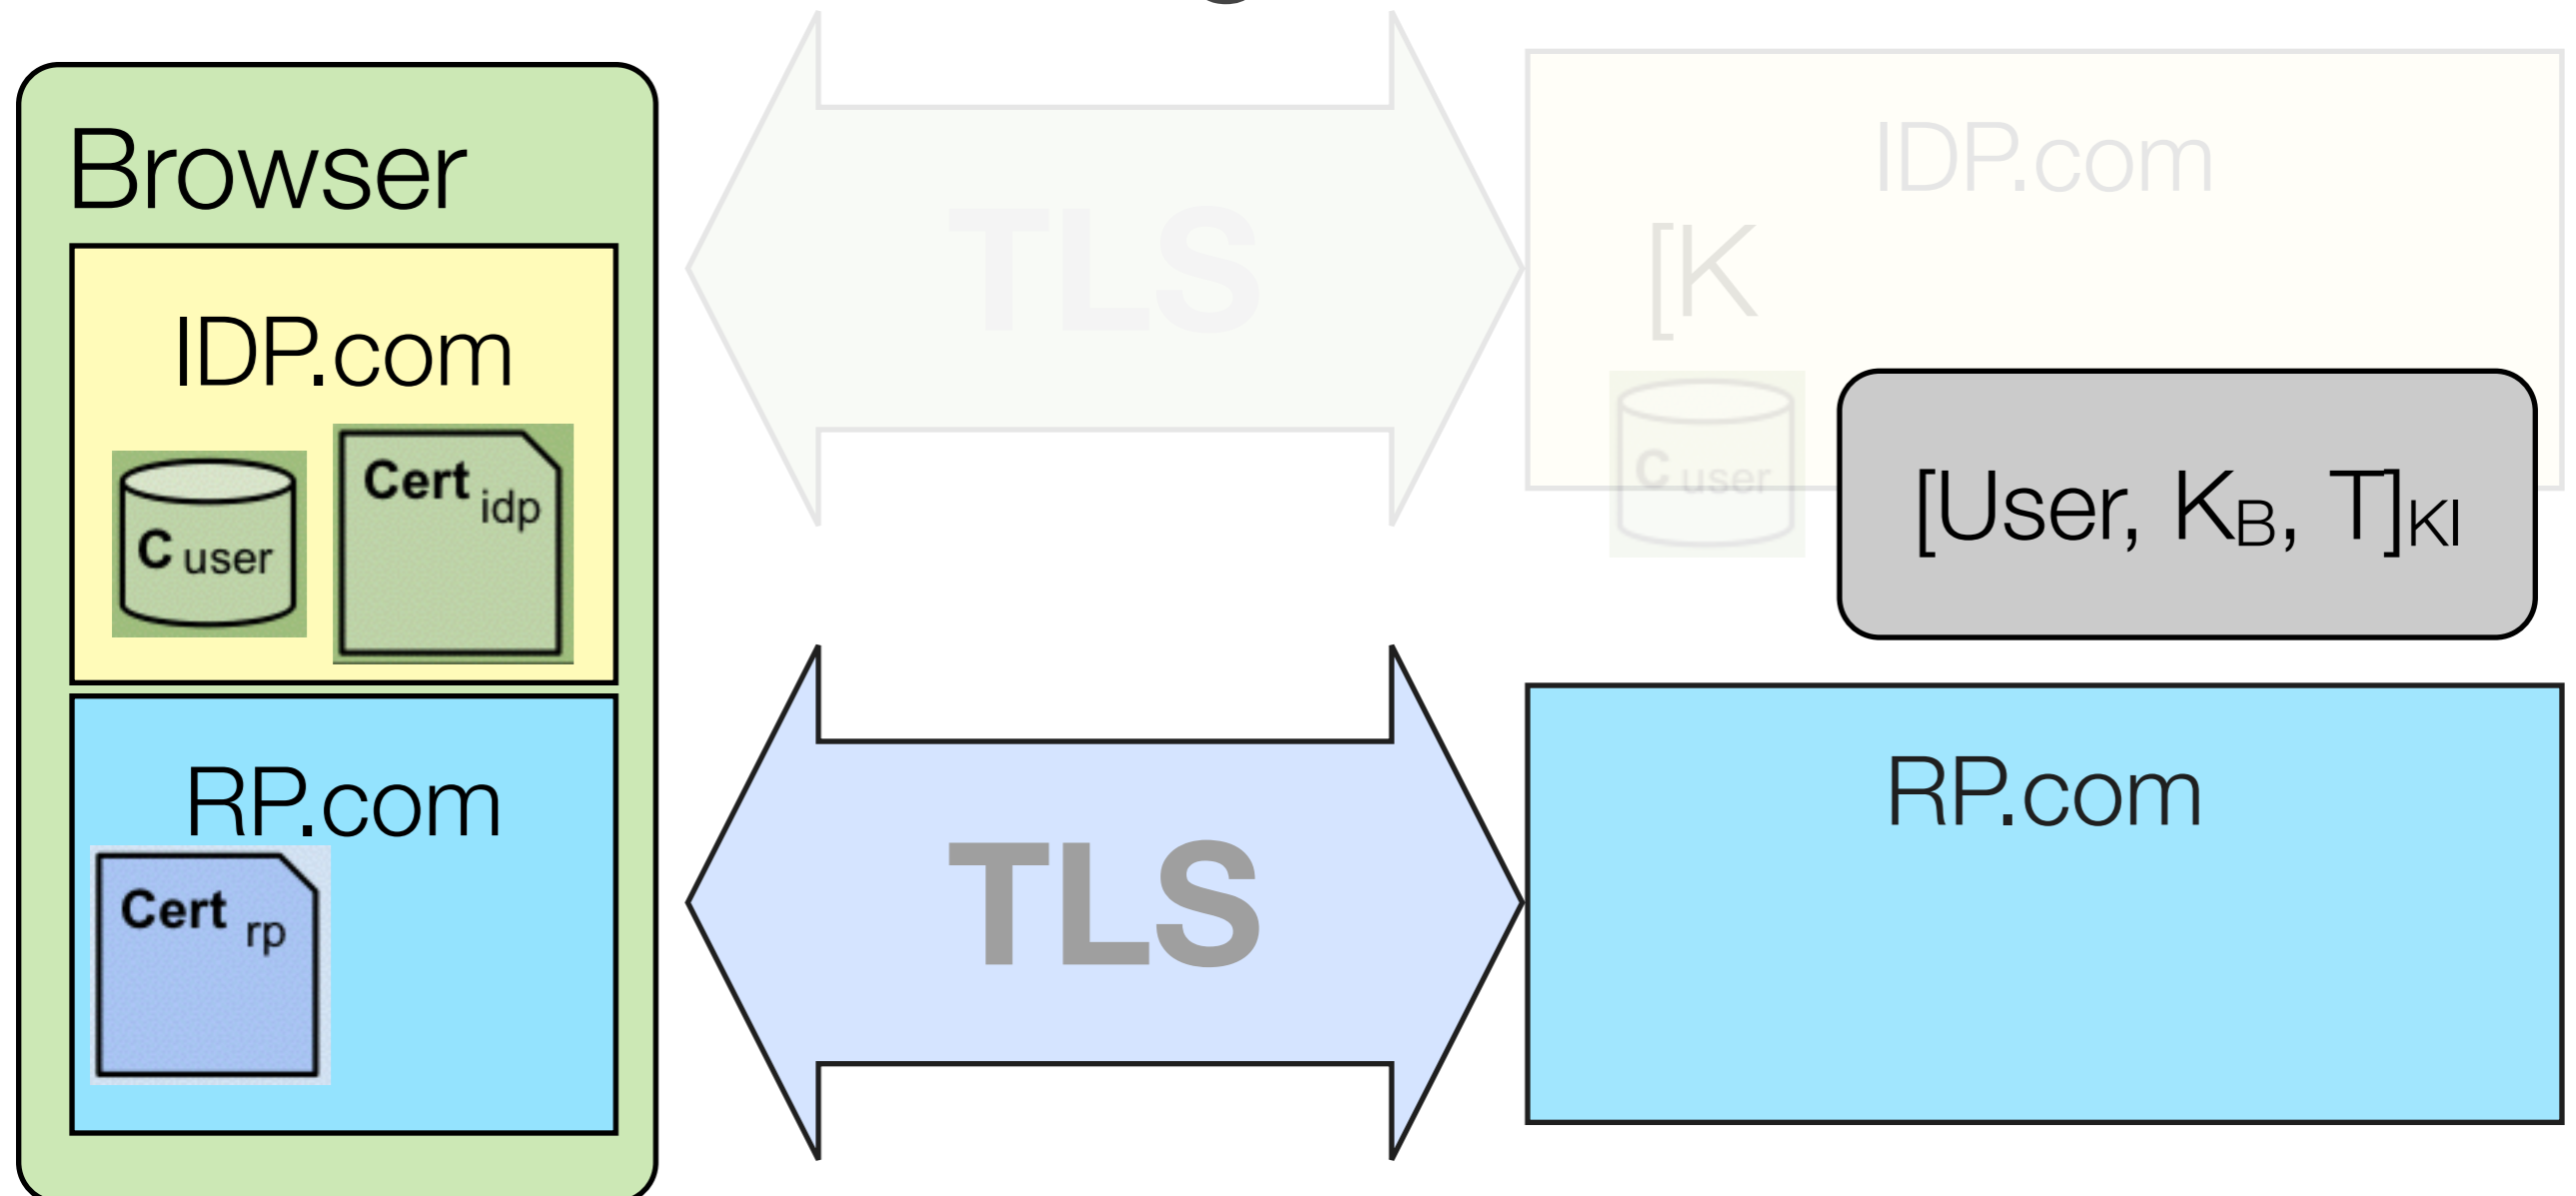 Browser
IDP.com
C user
Cert idp
RP.com
Cert rp
TLS
TLS
IDP.com
[K
C user
[User, KB, T]KI
RP.com